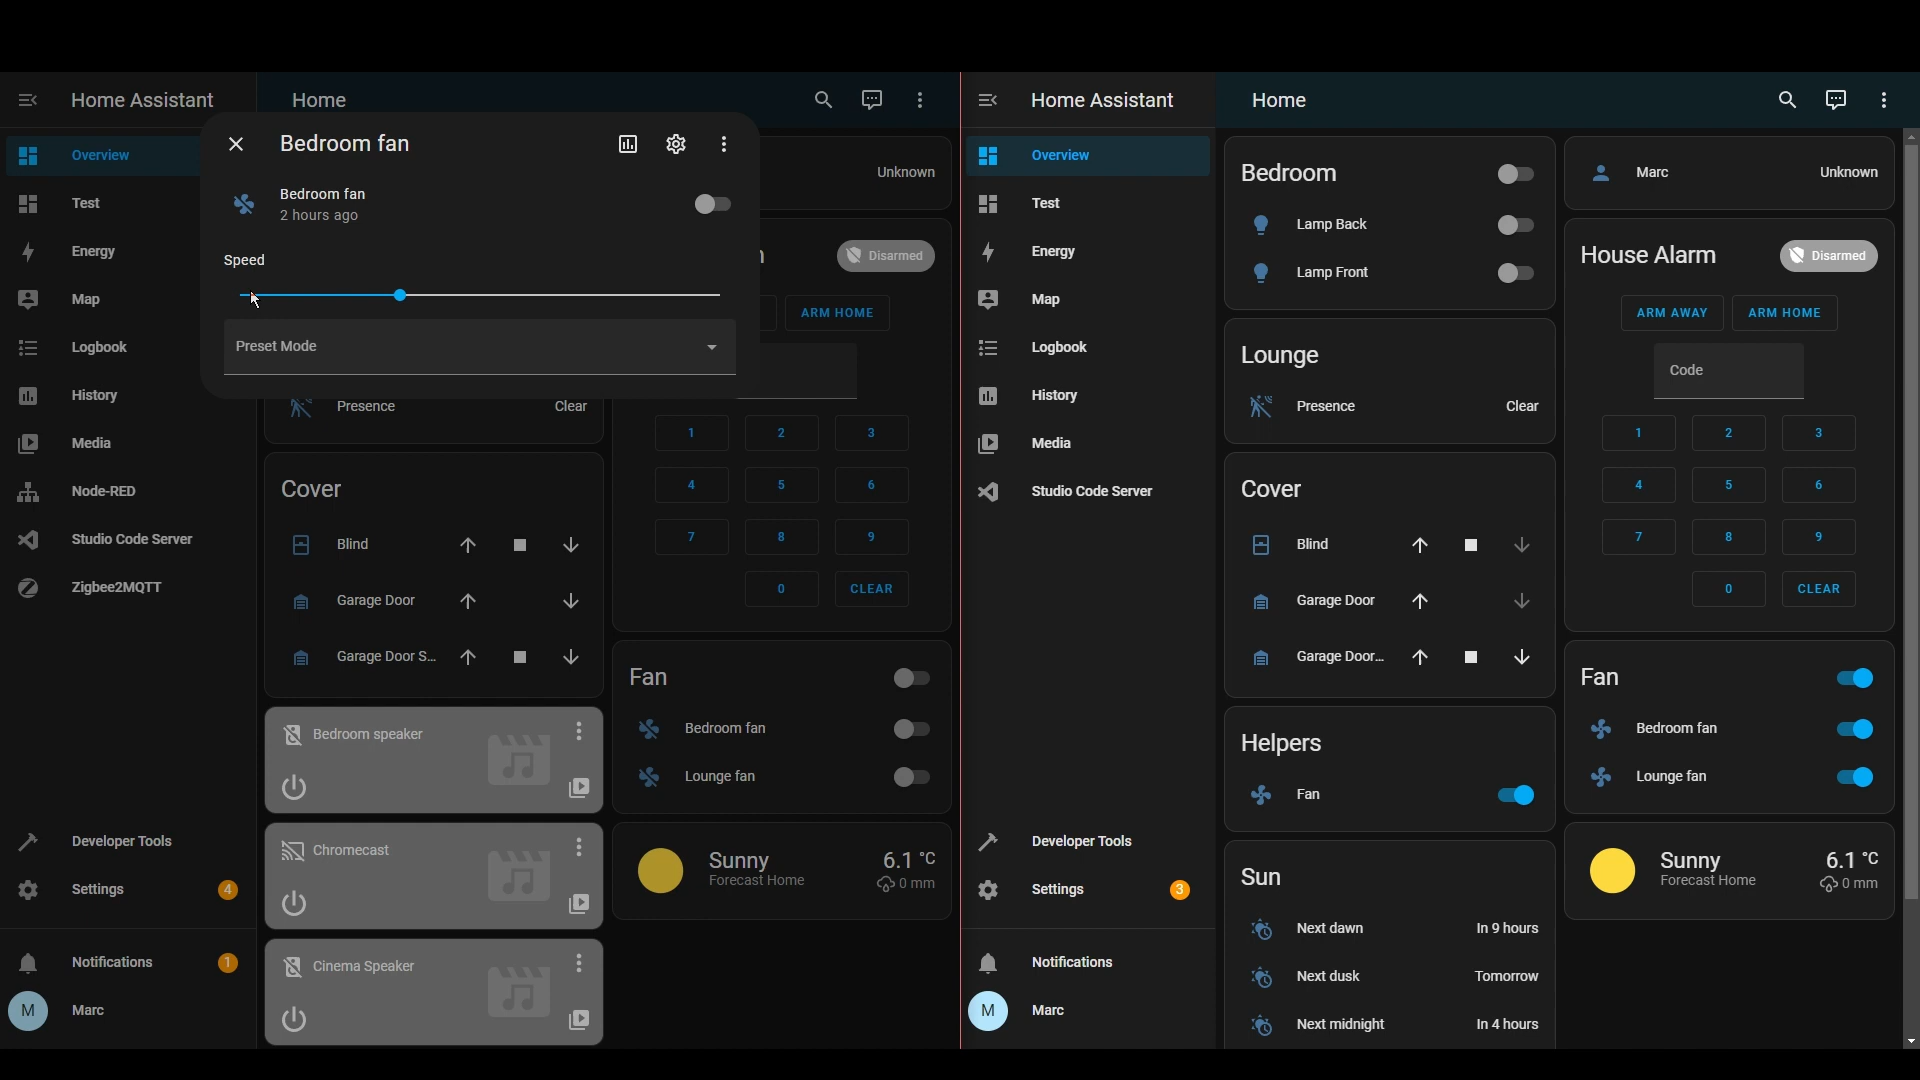 Home Assistant
Home
Overview
Test
Energy
Map
Logbook
History
Media
Node-RED
Studio Code Server
Zigbee2MQTT
Developer Tools
Settings
4
Notifications
1
M
Marc
Bedroom fan
Bedroom fan
2 hours ago
Speed
Preset Mode
Presence
Clear
Cover
Blind
Garage Door
Garage Door S...
Bedroom speaker
Chromecast
Cinema Speaker
Unknown
Disarmed
ARM HOME
1 2 3
4 5 6
7 8 9
0 CLEAR
Fan
Bedroom fan
Lounge fan
Sunny
Forecast Home
6.1 °C
0 mm
Home Assistant
Home
Overview
Test
Energy
Map
Logbook
History
Media
Studio Code Server
Developer Tools
Settings
3
Notifications
M
Marc
Bedroom
Lamp Back
Lamp Front
Lounge
Presence
Clear
Cover
Blind
Garage Door
Garage Door...
Helpers
Fan
Sun
Next dawn
In 9 hours
Next dusk
Tomorrow
Next midnight
In 4 hours
Marc
Unknown
House Alarm
Disarmed
ARM AWAY
ARM HOME
Code
1 2 3
4 5 6
7 8 9
0 CLEAR
Fan
Bedroom fan
Lounge fan
Sunny
Forecast Home
6.1 °C
0 mm